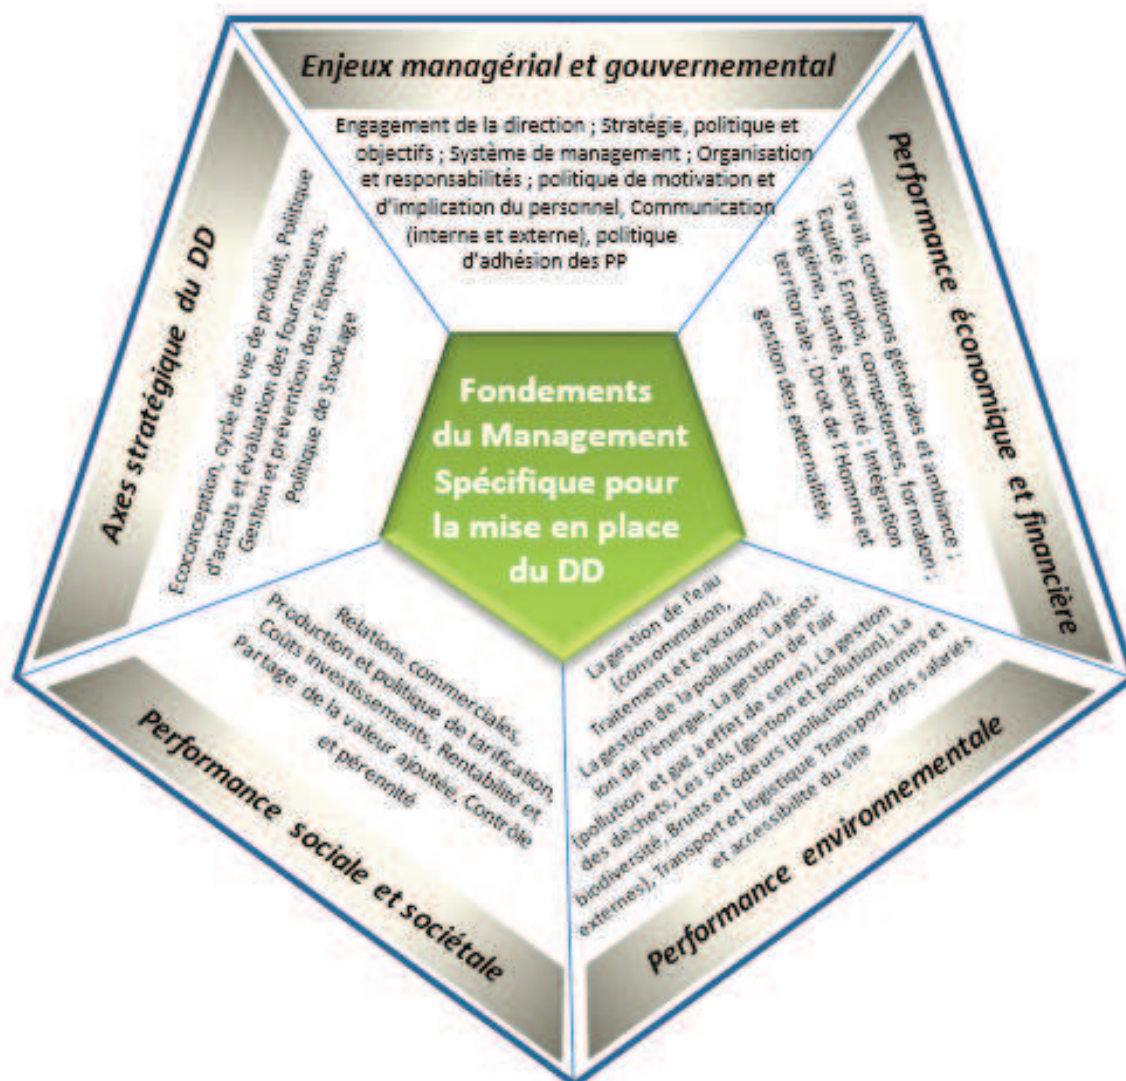 Enjeux managérial et gouvernemental
Engagement de la direction ; Stratégie, politique et
objectifs ; Système de management ; Organisation
et responsabilités ; politique de motivation et
d'implication du personnel, Communication
(interne et externe), politique
d'adhésion des PP
Performance économique et financière
Travail, conditions générales et ambiance ;
Equité ; Emploi, compétences, formation ;
Hygiène, santé, sécurité ; Intégration
territoriale ; Droit de l'Homme et
gestion des externalités
Performance environnementale
La gestion de l'eau
(consommation,
Traitement et évacuation),
La gestion de la pollution. La gest-
ion de l'énergie. La gestion de l'air
(pollution et gaz à effet de serre), La gestion
des déchets, Les sols (gestion et pollution), La
biodiversité, Bruits et odeurs (pollutions internes et
externes), Transport et logistique Transport des salariés
et accessibilité du site
Performance sociale et sociétale
Relations commerciales,
Production et politique de tarification,
Coûts investissements, Rentabilité et
Partage de la valeur ajoutée, Contrôle
et pérennité
Axes stratégique du DD
Ecoconception, cycle de vie de produit, Politique
d'achats et évaluation des fournisseurs,
Gestion et prévention des risques,
Politique de Stockage
Fondements
du Management
Spécifique pour
la mise en place
du DD